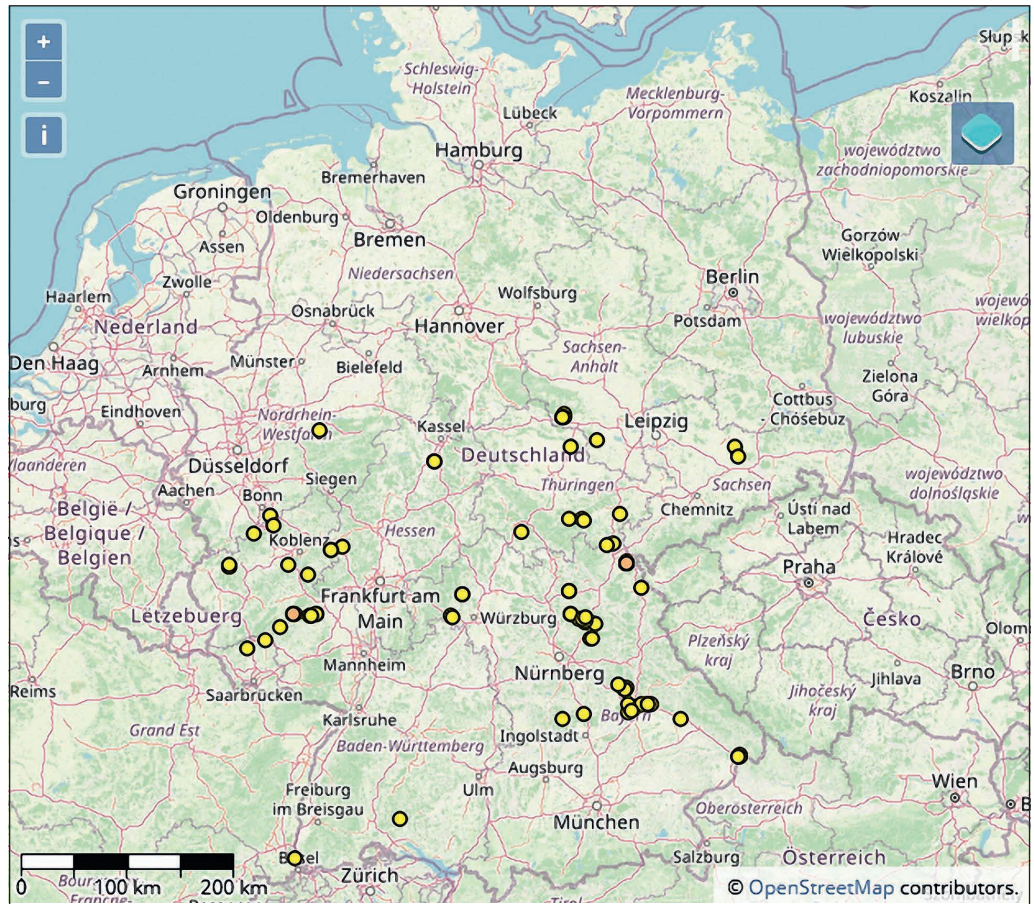 +
−
i
Słup
Schleswig-
Holstein
Mecklenburg-
Vorpommern
Koszalin
Lübeck
Hamburg
województwo
zachodniopomorskie
Bremerhaven
Groningen
Oldenburg
Assen
Bremen
Gorzów
Wielkopolski
Niedersachsen
Berlin
Zwolle
Wolfsburg
Haarlem
Osnabrück
Hannover
Potsdam
Nederland
województwo
lubuskie
Den Haag
Münster
Bielefeld
Arnhem
Sachsen-
Anhalt
Zielona
Góra
Cottbus
- Chóśebuz
Eindhoven
Nordrhein-
Westfalen
Kassel
Leipzig
Düsseldorf
Deutschland
Siegen
Aachen
Bonn
Thüringen
Sachsen
województwo
dolnośląskie
België /
Belgique /
Belgien
Chemnitz
Ústí nad
Labem
Hessen
Koblenz
Hradec
Králové
Praha
Lëtzebuerg
Frankfurt am
Main
Würzburg
Česko
Plzeňský
kraj
Mannheim
Nürnberg
Jihlava
Brno
Reims
Saarbrücken
Jihočeský
kraj
Karlsruhe
Bayern
Grand Est
Baden-Württemberg
Ingolstadt
Augsburg
Freiburg
im Breisgau
Ulm
Wien
München
Oberösterreich
Basel
Zürich
Salzburg
Österreich
0 100 km 200 km
© OpenStreetMap contributors.